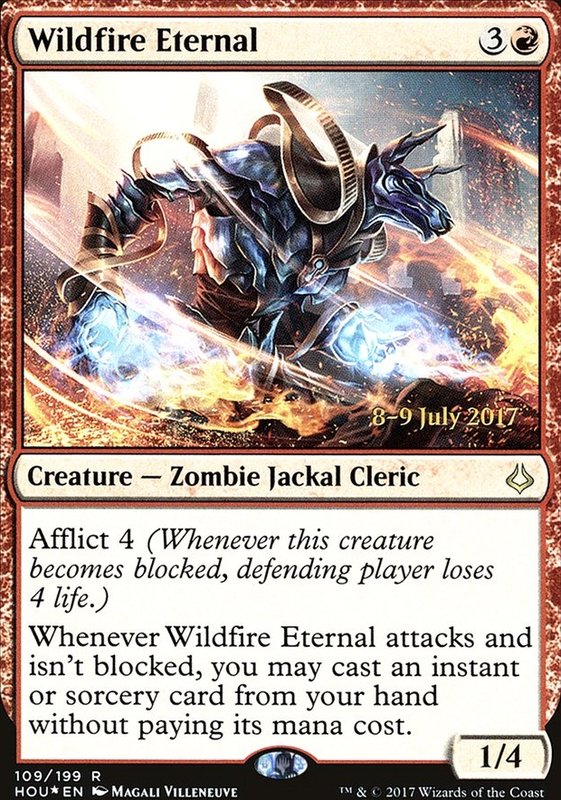 Wildfire Eternal 3
8–9 July 2017
Creature — Zombie Jackal Cleric
Afflict 4 (Whenever this creature
becomes blocked, defending player loses
4 life.)
Whenever Wildfire Eternal attacks and
isn't blocked, you may cast an instant
or sorcery card from your hand
without paying its mana cost.
1/4
109/199 R
HOU★EN Magali Villeneuve
™ & © 2017 Wizards of the Coast